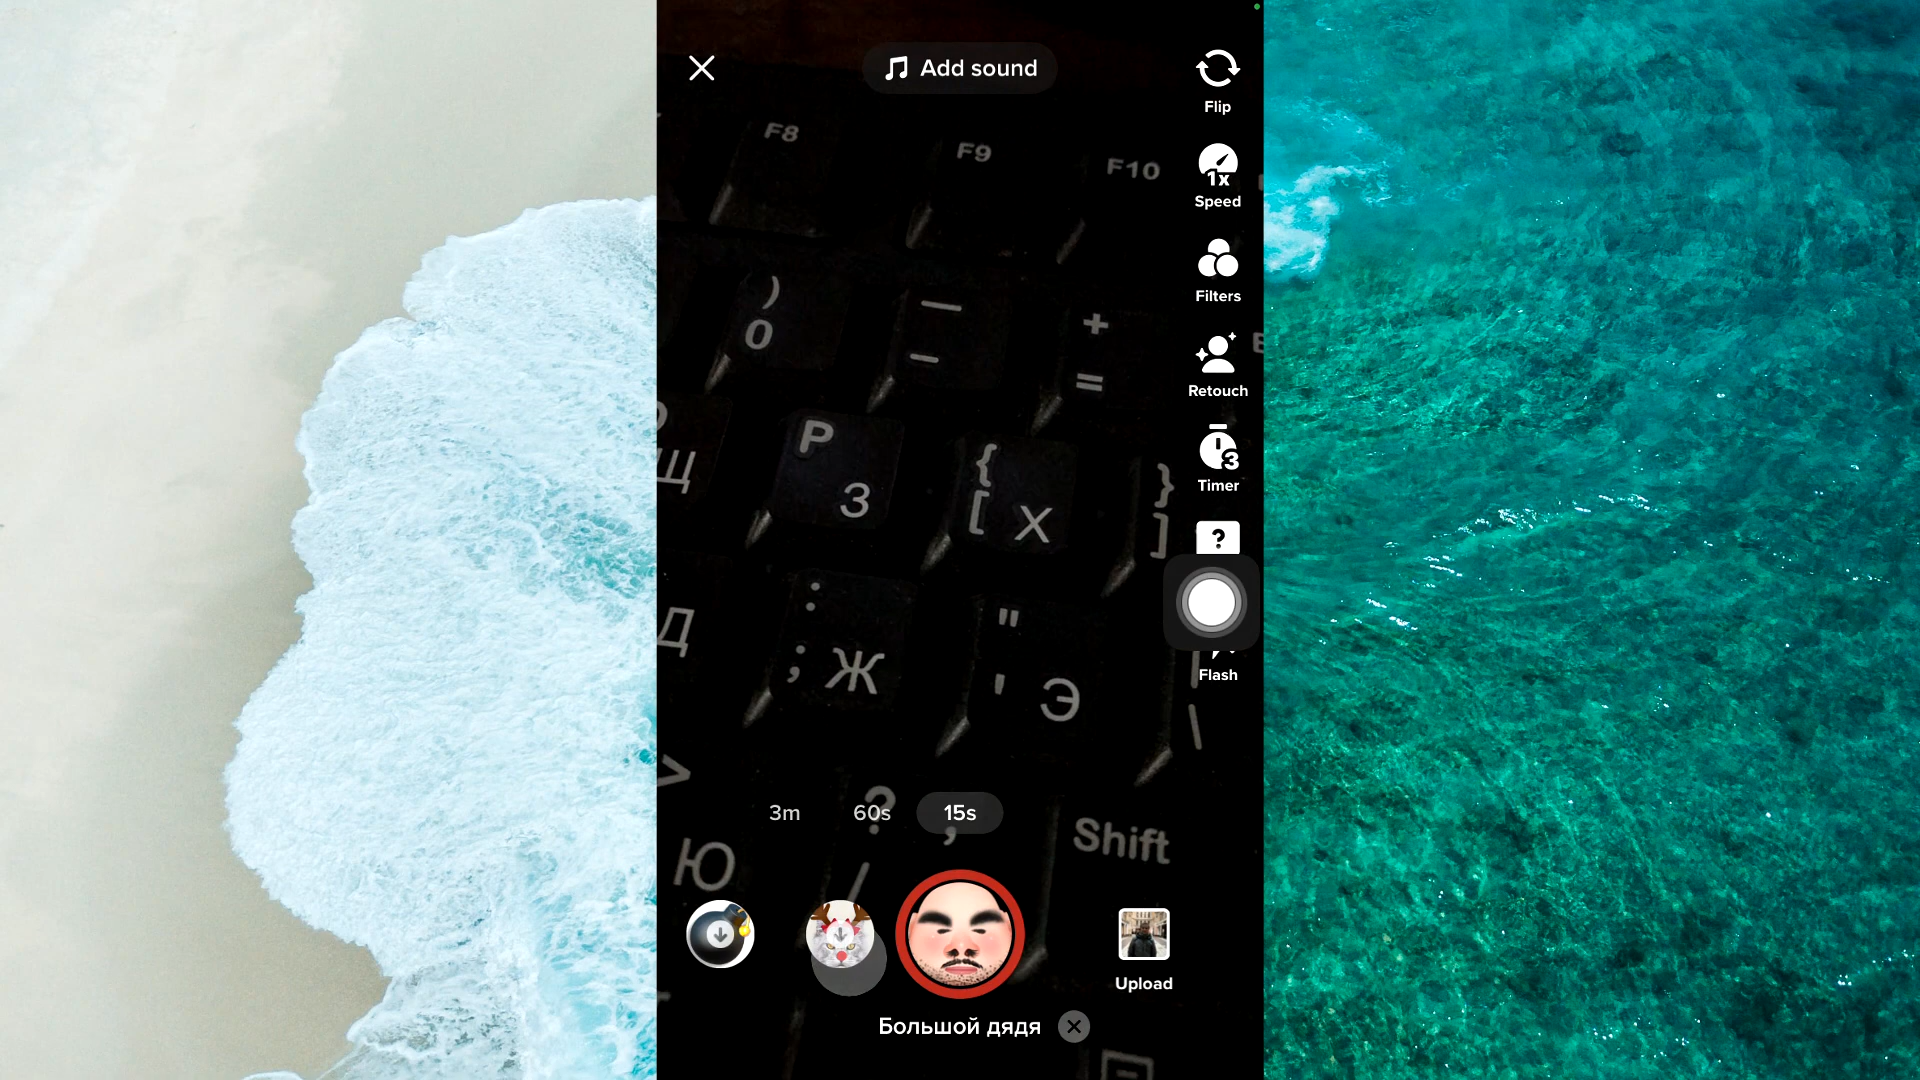 Add sound
Flip
1x
Speed
Filters
Retouch
3
Timer
?
Flash
F8
F9
F10
)
0
—
–
+
=
P
З
Щ
{
[
Х
}
]
Д
:
;
Ж
"
'
Э
|
\
>
Ю
?
/
,
Shift
3m
60s
15s
Upload
Большой дядя